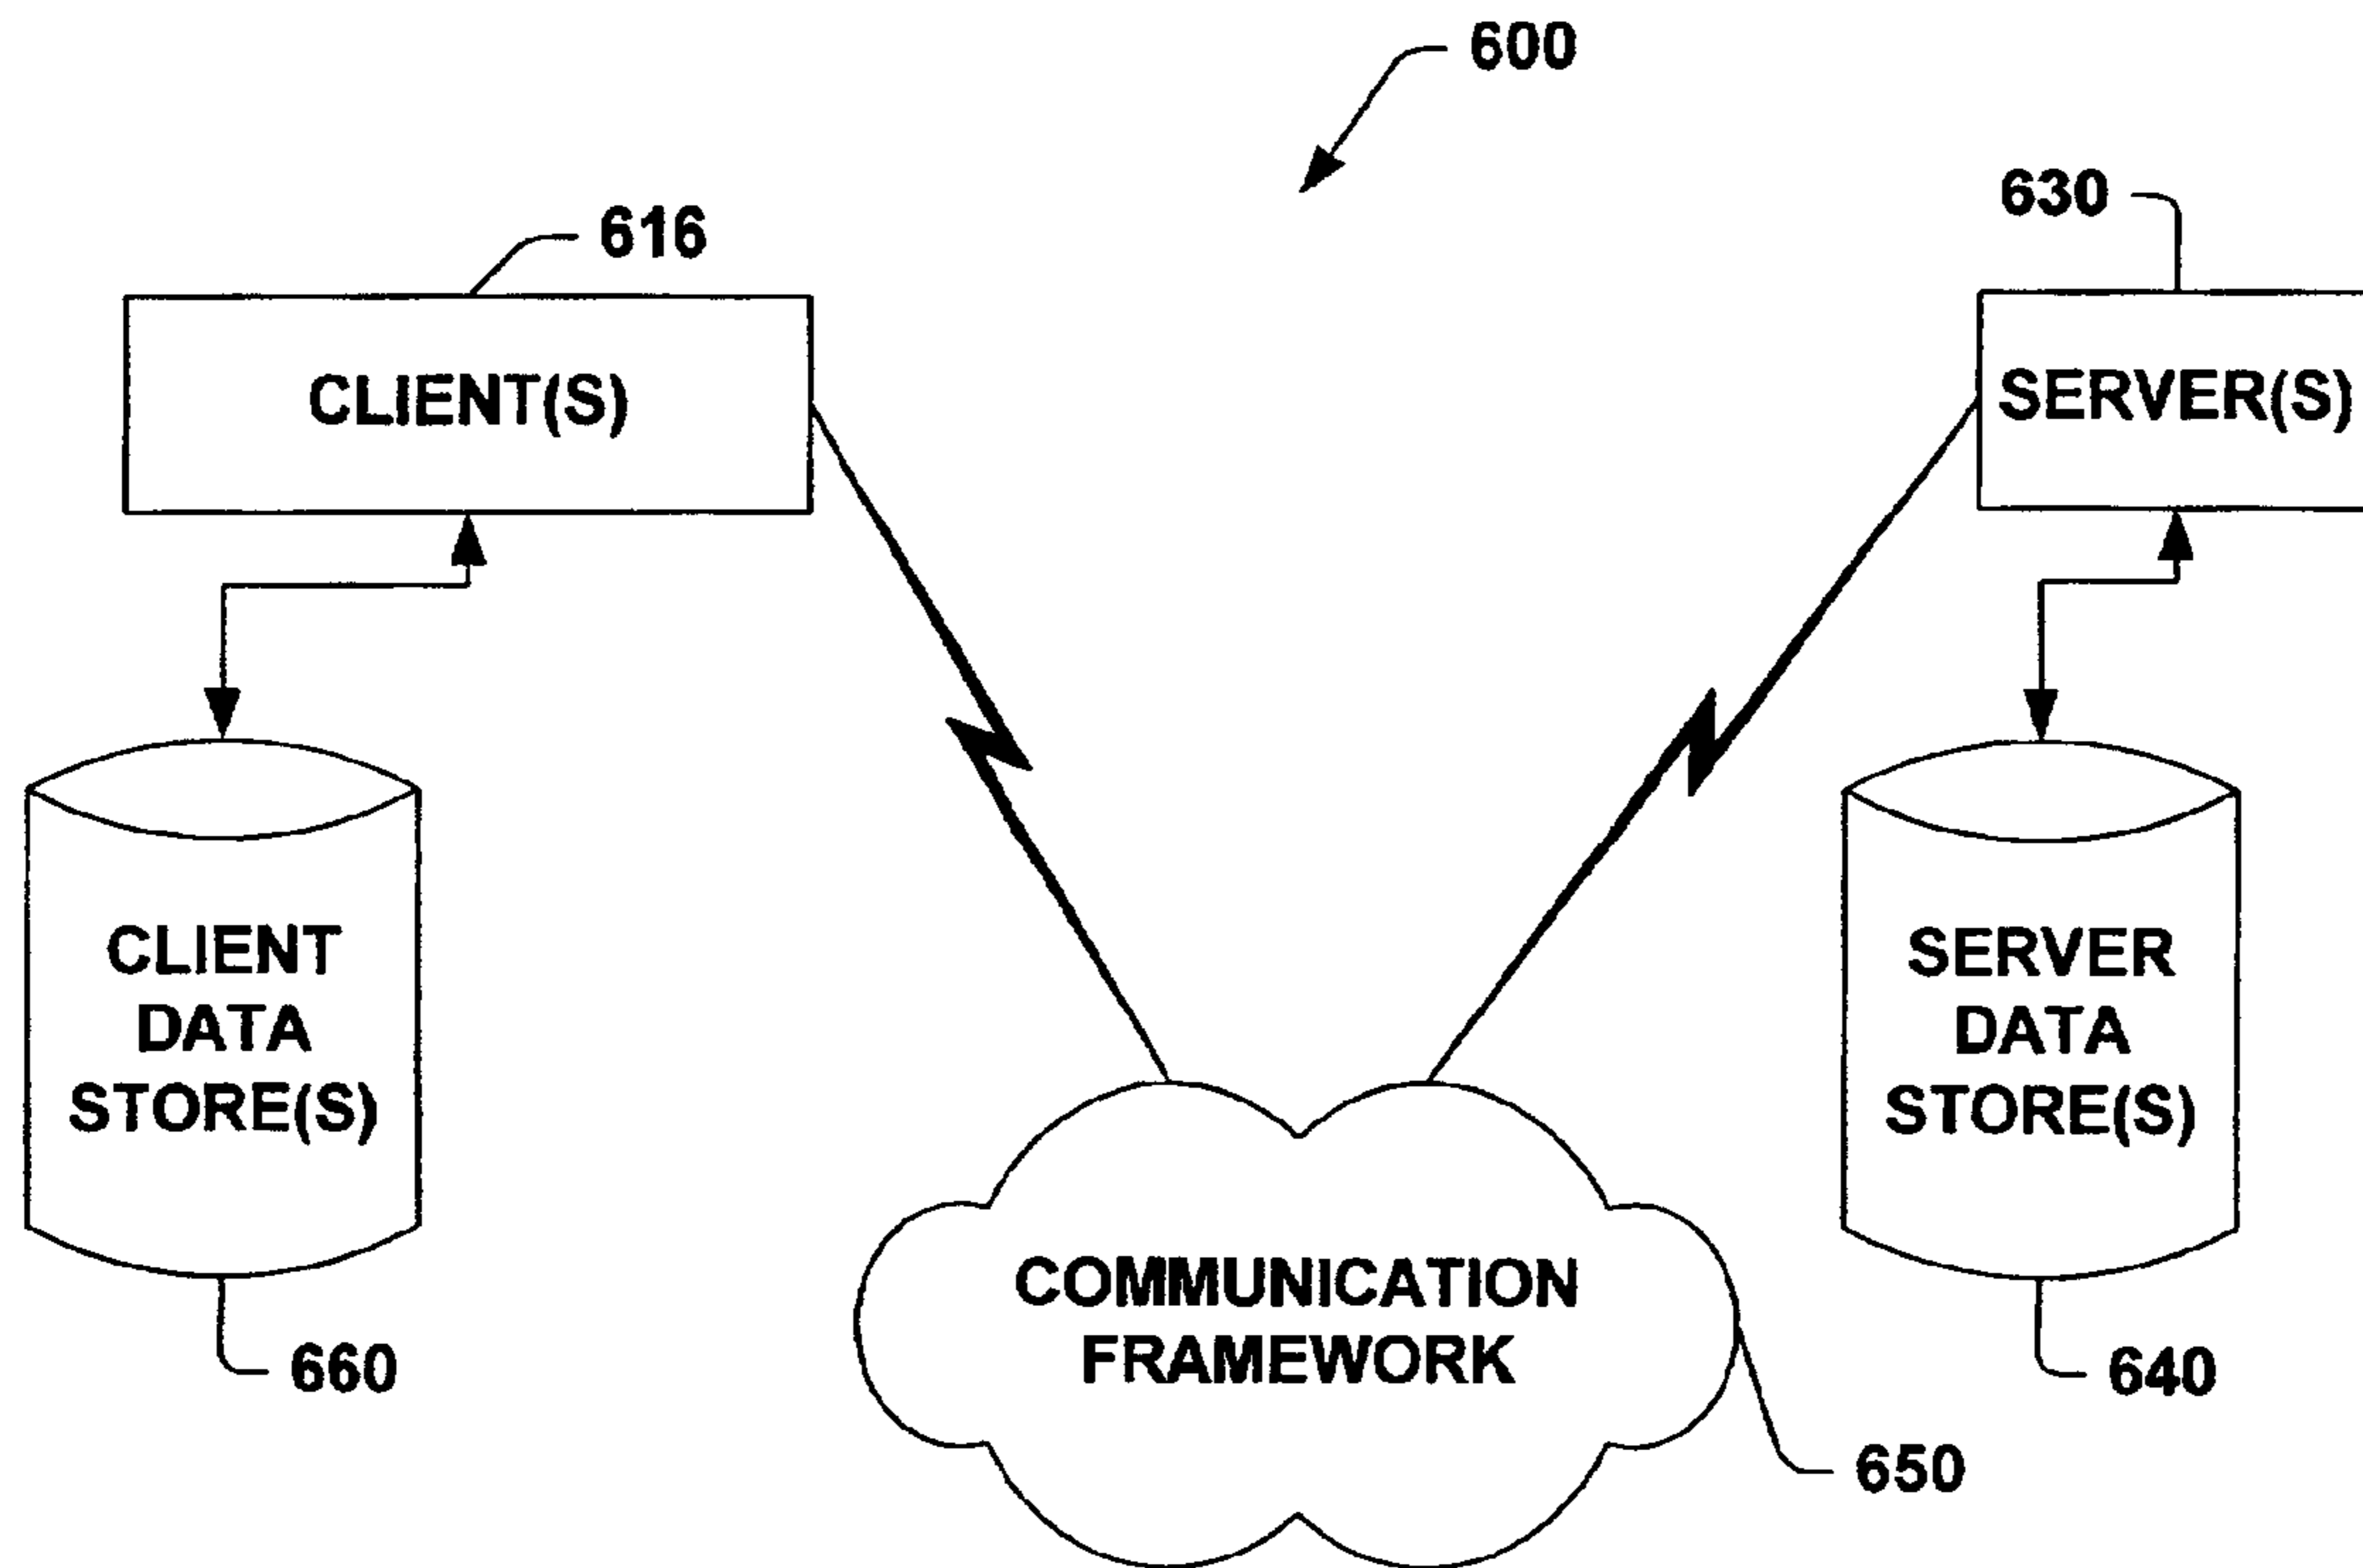 600
616
630
CLIENT(S)
SERVER(S)
CLIENT
DATA
STORE(S)
SERVER
DATA
STORE(S)
COMMUNICATION
FRAMEWORK
660
640
650